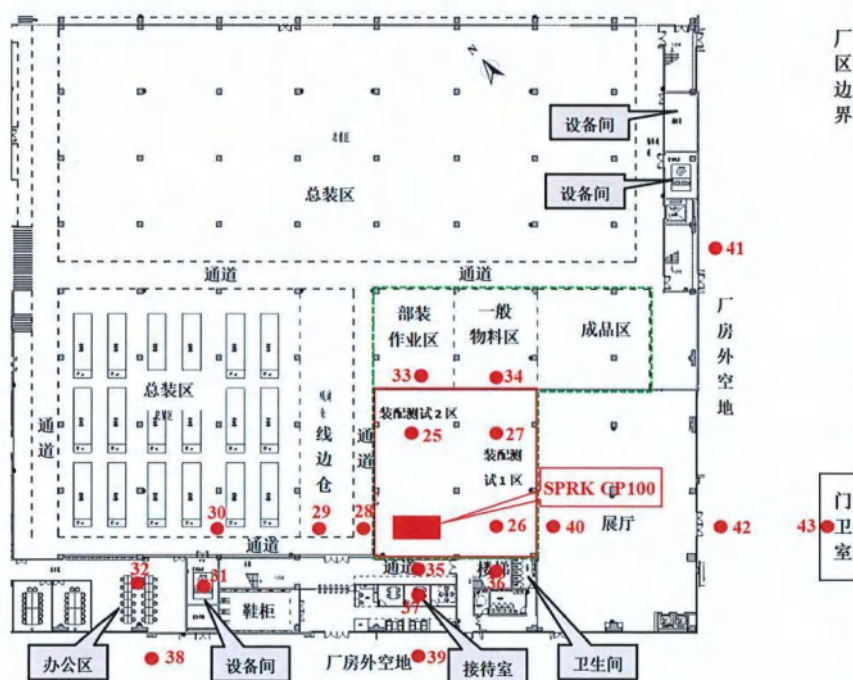 厂
区
边
界
N
设备间
总装区
设备间
41
通道
通道
部装
作业区
一般
物料区
成品区
厂
房
外
空
地
33
34
总装区
线
边
仓
通
道
通
道
装配测试2区
25
27
装配测
试1区
SPRK CP100
30
29
28
26
40
展厅
42
43
门
卫
室
通道
32
31
通道
35
楼梯
36
37
鞋柜
办公区
38
设备间
厂房外空地
39
接待室
卫生间